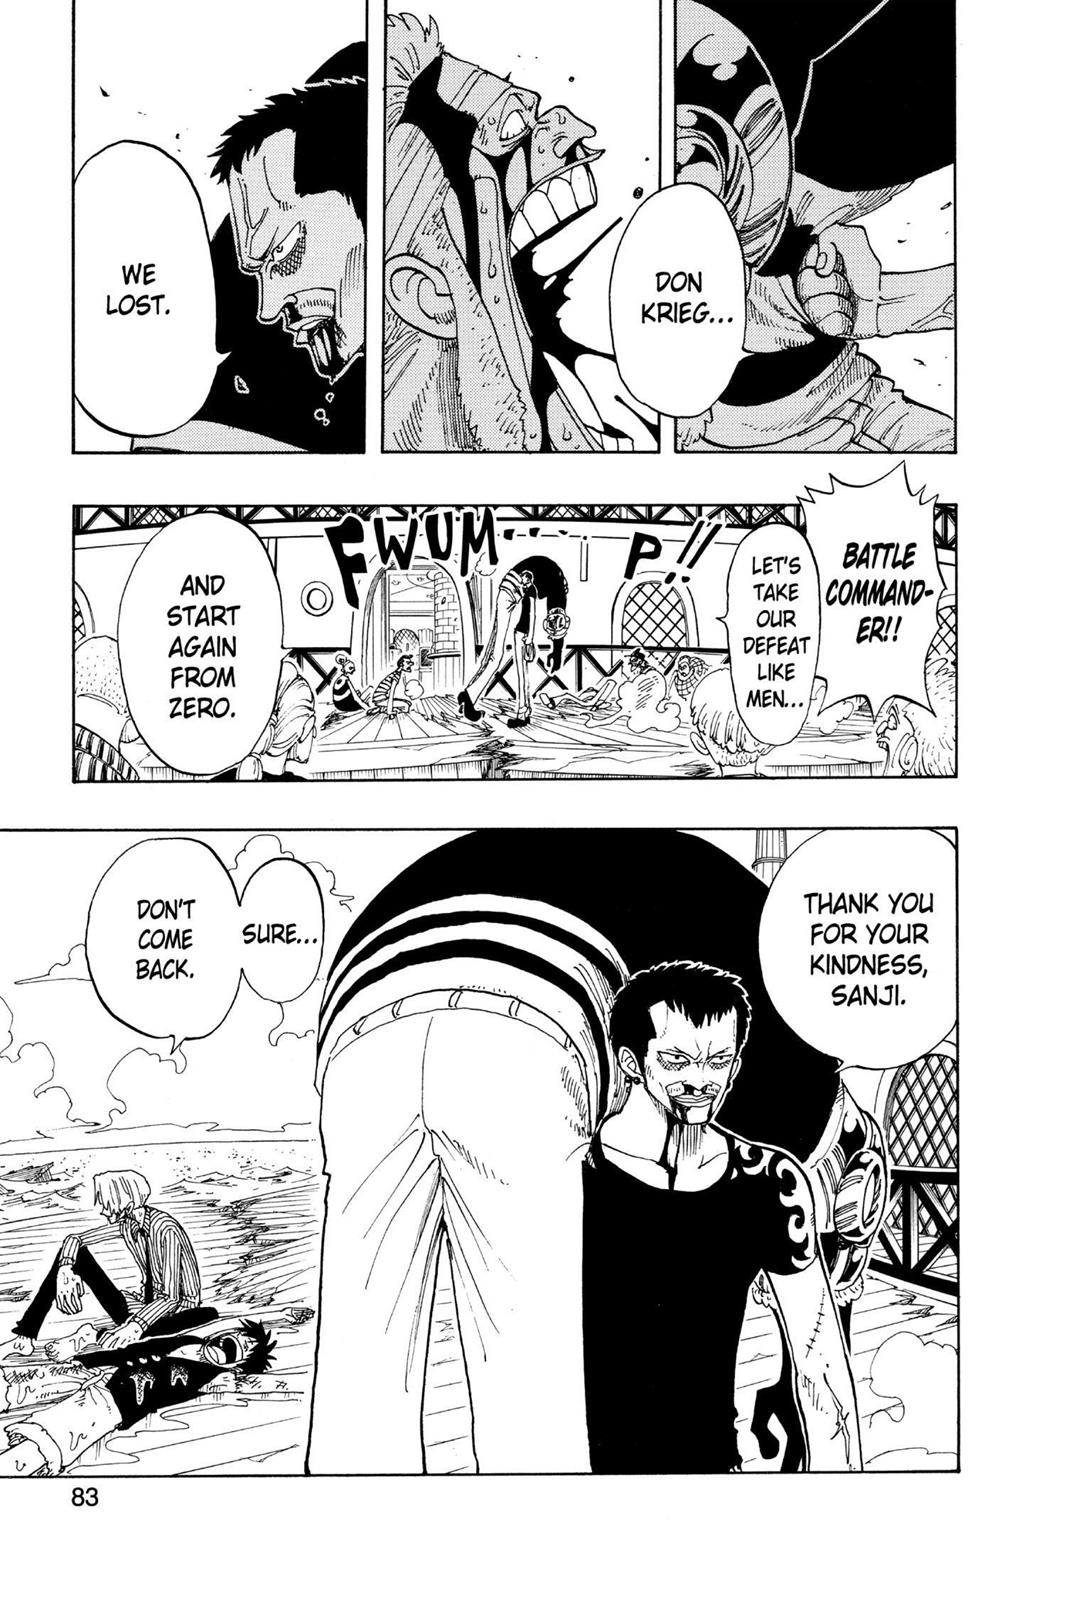 DON
KRIEG...
WE
LOST.
BATTLE
COMMAND-
ER!!
LET'S
TAKE
OUR
DEFEAT
LIKE
MEN...
FWUM...P!!
AND
START
AGAIN
FROM
ZERO.
THANK YOU
FOR YOUR
KINDNESS,
SANJI.
SURE...
DON'T
COME
BACK.
83